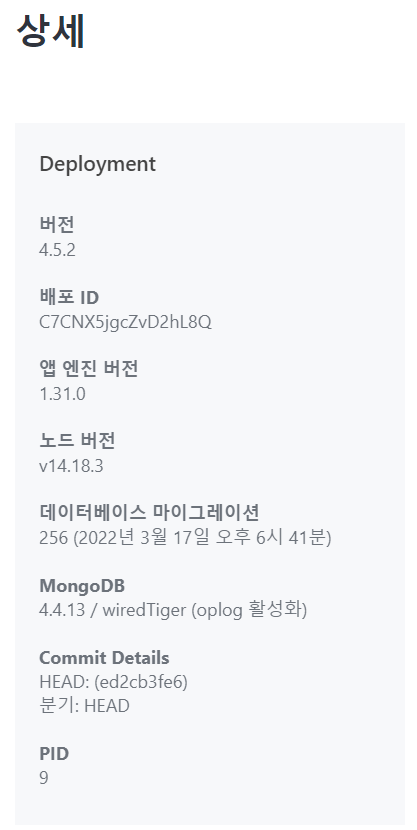 상세
Deployment
버전
4.5.2
배포 ID
C7CNX5jgcZvD2hL8Q
앱 엔진 버전
1.31.0
노드 버전
v14.18.3
데이터베이스 마이그레이션
256 (2022년 3월 17일 오후 6시 41분)
MongoDB
4.4.13 / wiredTiger (oplog 활성화)
Commit Details
HEAD: (ed2cb3fe6)
분기: HEAD
PID
9